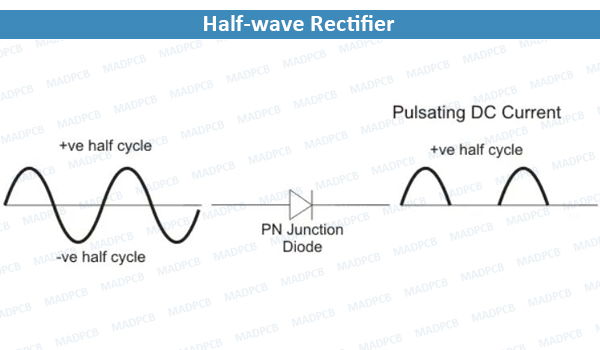 Half-wave Rectifier
Pulsating DC Current
+ve half cycle
+ve half cycle
PN Junction
Diode
-ve half cycle
MADPCB